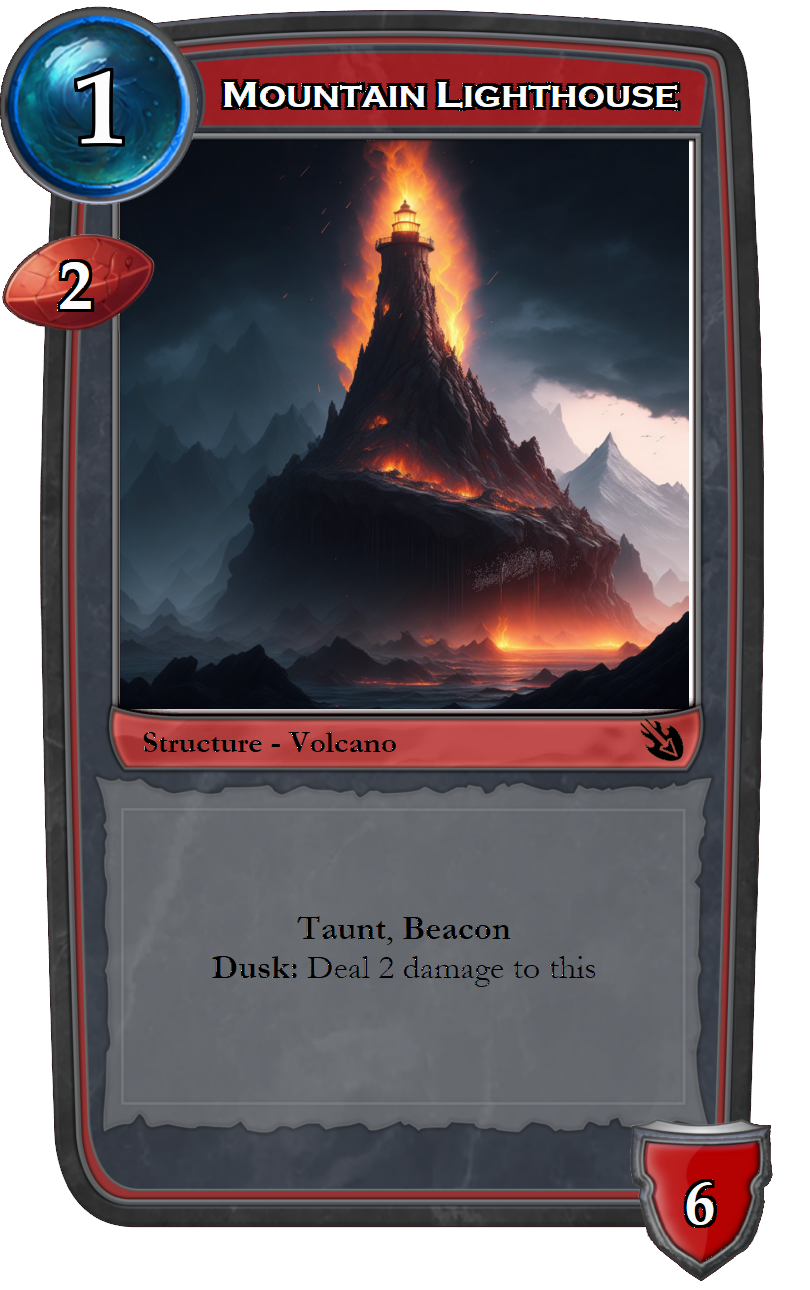 1
Mountain Lighthouse
2
Structure - Volcano
Taunt, Beacon
Dusk: Deal 2 damage to this
6